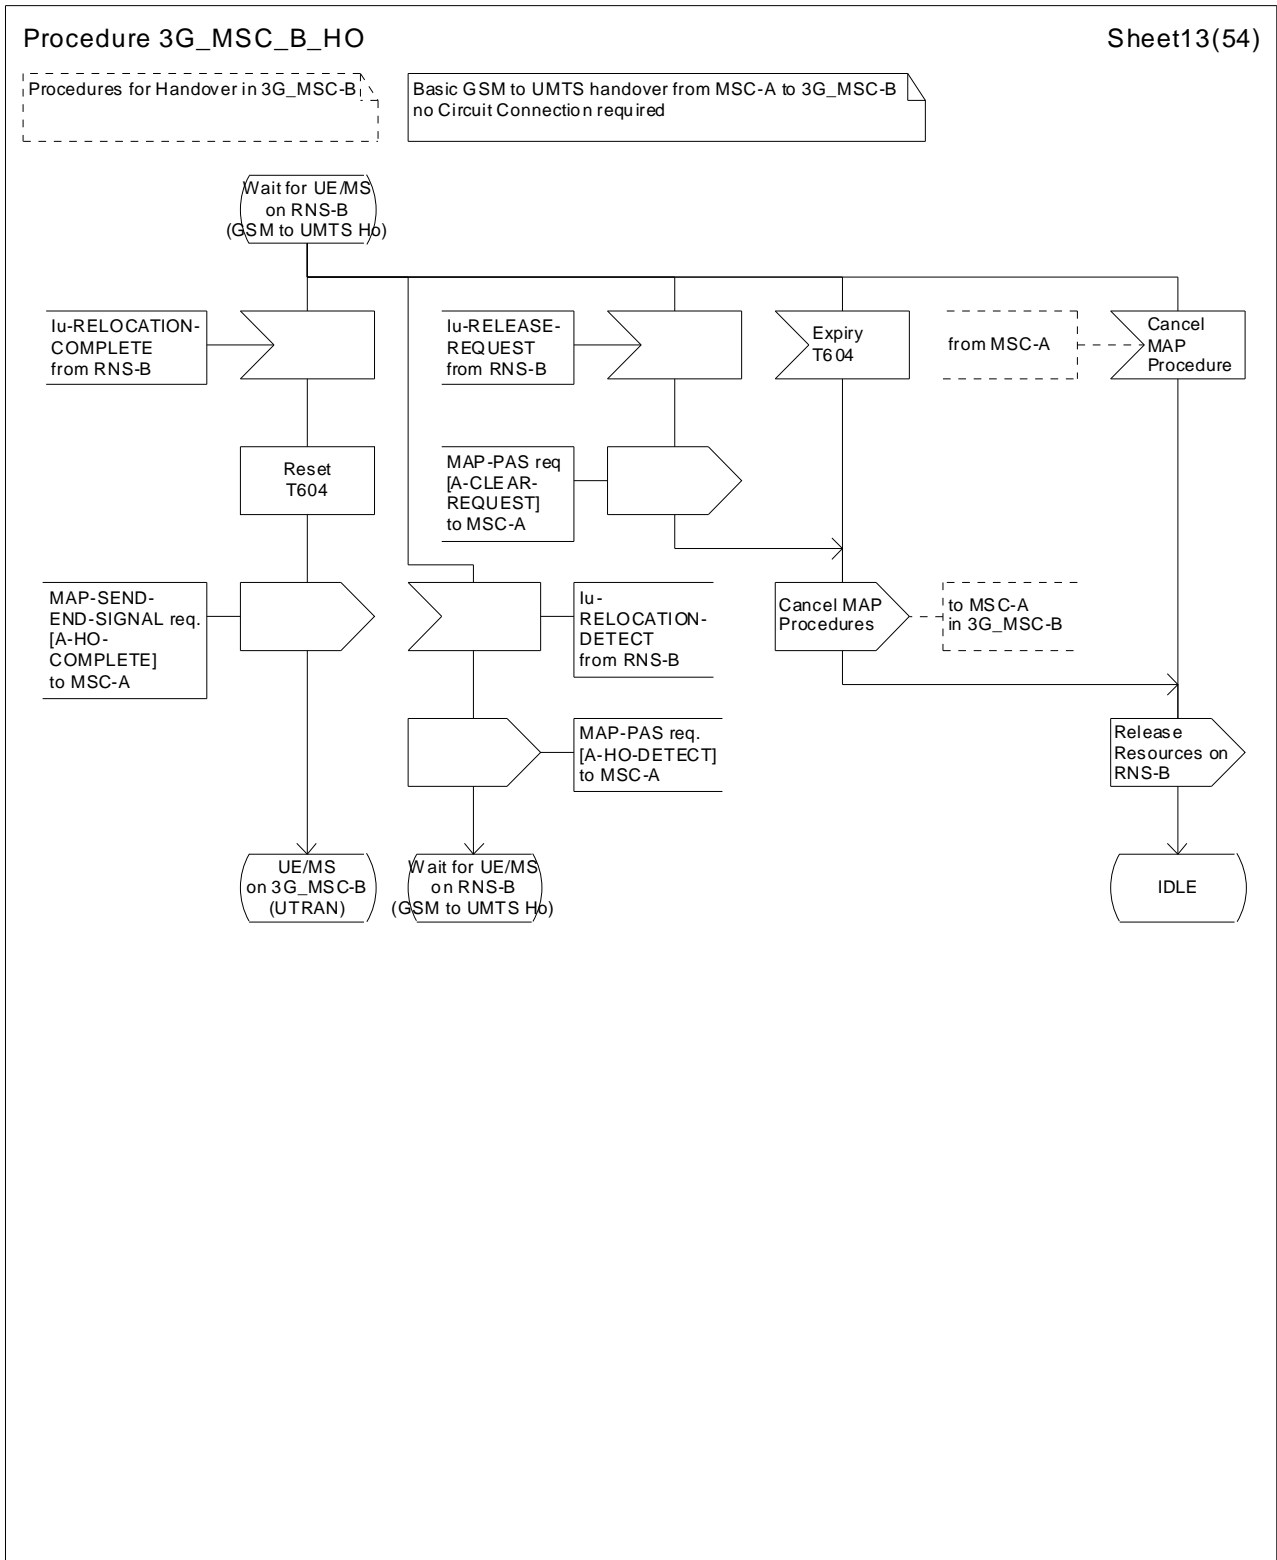 Procedure 3G_MSC_B_HO
Sheet13(54)
Procedures for Handover in 3G_MSC-B
Basic GSM to UMTS handover from MSC-A to 3G_MSC-B
no Circuit Connection required
Wait for UE/MS
on RNS-B
(GSM to UMTS Ho)
Iu-RELOCATION-
COMPLETE
from RNS-B
Iu-RELEASE-
REQUEST
from RNS-B
Expiry
T604
from MSC-A
Cancel
MAP
Procedure
Reset
T604
MAP-PAS req
[A-CLEAR-
REQUEST]
to MSC-A
MAP-SEND-
END-SIGNAL req.
[A-HO-
COMPLETE]
to MSC-A
Iu-
RELOCATION-
DETECT
from RNS-B
Cancel MAP
Procedures
to MSC-A
in 3G_MSC-B
MAP-PAS req.
[A-HO-DETECT]
to MSC-A
Release
Resources on
RNS-B
UE/MS
on 3G_MSC-B
(UTRAN)
Wait for UE/MS
on RNS-B
(GSM to UMTS Ho)
IDLE